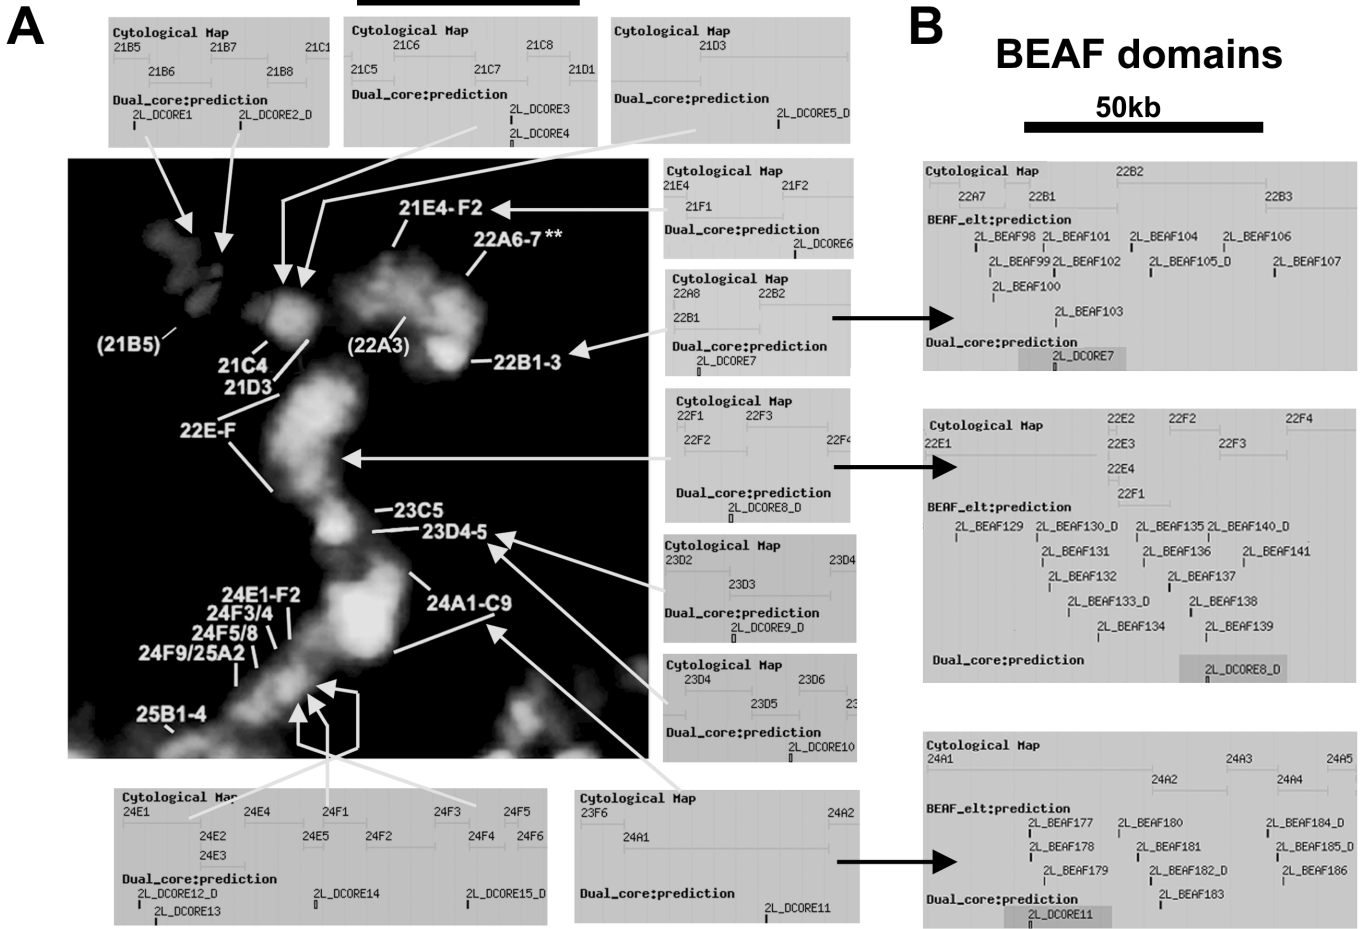 A
B
BEAF domains
50kb
Cytological Map
21B5 21B7 21C1
21B6 21B8
Dual_core:prediction
2L_DCORE1 2L_DCORE2_D
Cytological Map
21C6 21C8
21C5 21C7 21D1
Dual_core:prediction
2L_DCORE3
2L_DCORE4
Cytological Map
21D3
Dual_core:prediction
2L_DCORE5_D
21E4-F2
22A6-7**
(21B5)
(22A3)
21C4
21D3
22B1-3
22E-F
23C5
23D4-5
24A1-C9
24E1-F2
24F3/4
24F5/8
24F9/25A2
25B1-4
Cytological Map
21E4 21F2
21F1
Dual_core:prediction
2L_DCORE6
Cytological Map
22A8 22B2
22B1
Dual_core:prediction
2L_DCORE7
Cytological Map
22F1 22F3
22F2 22F4
Dual_core:prediction
2L_DCORE8_D
Cytological Map
23D2 23D4
23D3
Dual_core:prediction
2L_DCORE9_D
Cytological Map
23D4 23D6
23D5 23
Dual_core:prediction
2L_DCORE10
Cytological Map
24E1 24E4 24F1 24F3 24F5
24E2 24E5 24F2 24F4 24F6
24E3
Dual_core:prediction
2L_DCORE12_D 2L_DCORE14 2L_DCORE15_D
2L_DCORE13
Cytological Map
23F6 24A2
24A1
Dual_core:prediction
2L_DCORE11
Cytological Map 22B2
22A7 22B1 22B3
BEAF_elt:prediction
2L_BEAF98 2L_BEAF101 2L_BEAF104 2L_BEAF106
2L_BEAF99 2L_BEAF102 2L_BEAF105_D 2L_BEAF107
2L_BEAF100
2L_BEAF103
Dual_core:prediction
2L_DCORE7
22E2 22F2 22F4
Cytological Map
22E1 22E3 22F3
22E4
22F1
BEAF_elt:prediction
2L_BEAF129 2L_BEAF130_D 2L_BEAF135 2L_BEAF140_D
2L_BEAF131 2L_BEAF136 2L_BEAF141
2L_BEAF132 2L_BEAF137
2L_BEAF133_D 2L_BEAF138
2L_BEAF134 2L_BEAF139
Dual_core:prediction
2L_DCORE8_D
Cytological Map
24A1 24A3 24A5
24A2 24A4
BEAF_elt:prediction
2L_BEAF177 2L_BEAF180 2L_BEAF184_D
2L_BEAF178 2L_BEAF181 2L_BEAF185_D
2L_BEAF179 2L_BEAF182_D 2L_BEAF186
2L_BEAF183
Dual_core:prediction
2L_DCORE11